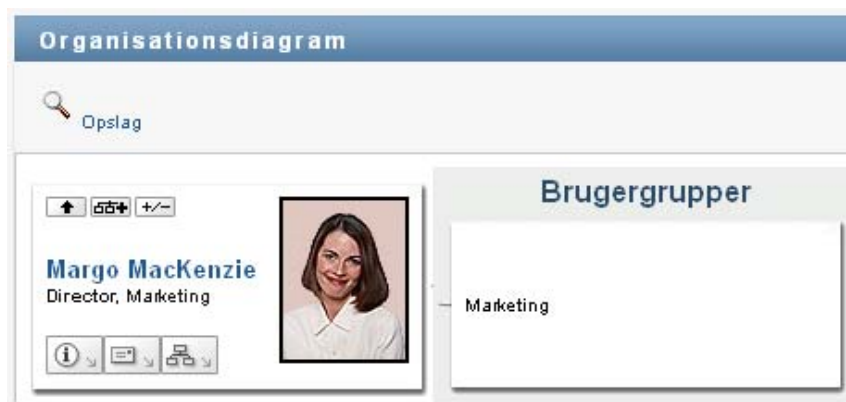 Organisationsdiagram
Opslag
+/-
Margo MacKenzie
Director, Marketing
Brugergrupper
Marketing